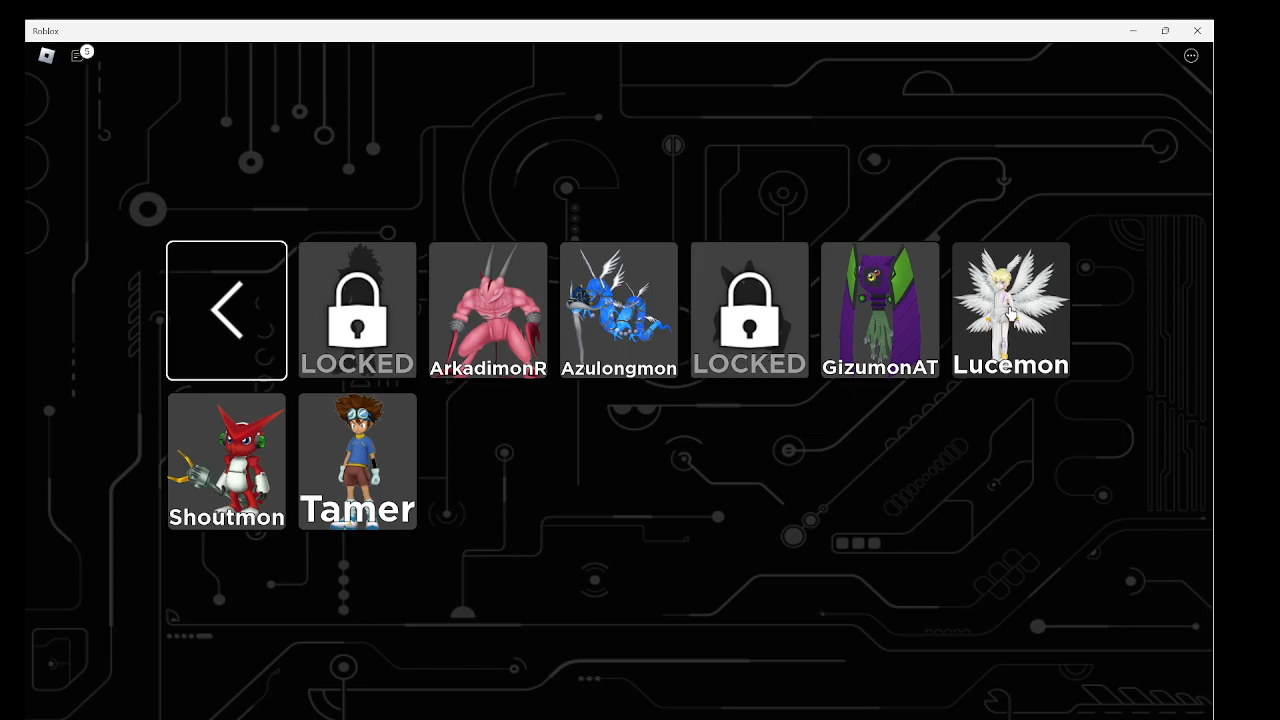 Roblox
5
LOCKED
ArkadimonR
Azulongmon
LOCKED
GizumonAT
Lucemon
Shoutmon
Tamer